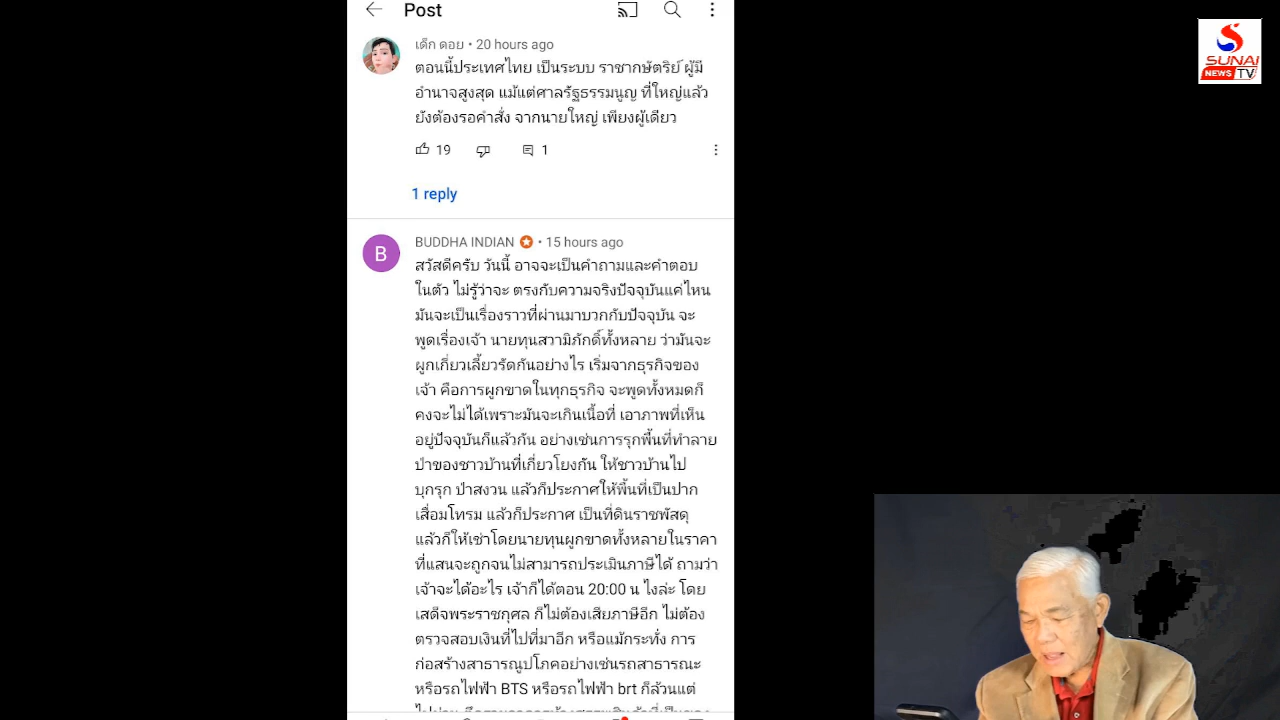 Post
เด็ก ดอย • 20 hours ago
ตอนนี้ประเทศไทย เป็นระบบ ราชากษัตริย์ ผู้มี
อำนาจสูงสุด แม้แต่ศาลรัฐธรรมนูญ ที่ใหญ่แล้ว
ยังต้องรอคำสั่ง จากนายใหญ่ เพียงผู้เดียว
19 1
1 reply
B
BUDDHA INDIAN • 15 hours ago
สวัสดีครับ วันนี้ อาจจะเป็นคำถามและคำตอบ
ในตัว ไม่รู้ว่าจะ ตรงกับความจริงปัจจุบันแค่ไหน
มันจะเป็นเรื่องราวที่ผ่านมาบวกกับปัจจุบัน จะ
พูดเรื่องเจ้า นายทุนสวามิภักดิ์ทั้งหลาย ว่ามันจะ
ผูกเกี่ยวเลี้ยวรัดกันอย่างไร เริ่มจากธุรกิจของ
เจ้า คือการผูกขาดในทุกธุรกิจ จะพูดทั้งหมดก็
คงจะไม่ได้เพราะมันจะเกินเนื้อที่ เอาภาพที่เห็น
อยู่ปัจจุบันก็แล้วกัน อย่างเช่นการรุกพื้นที่ทำลาย
ป่าของชาวบ้านที่เกี่ยวโยงกัน ให้ชาวบ้านไป
บุกรุก ป่าสงวน แล้วก็ประกาศให้พื้นที่เป็นปาก
เสื่อมโทรม แล้วก็ประกาศ เป็นที่ดินราชพัสดุ
แล้วก็ให้เช่าโดยนายทุนผูกขาดทั้งหลายในราคา
ที่แสนจะถูกจนไม่สามารถประเมินภาษีได้ ถามว่า
เจ้าจะได้อะไร เจ้าก็ได้ตอน 20:00 น ไงล่ะ โดย
เสด็จพระราชกุศล ก็ไม่ต้องเสียภาษีอีก ไม่ต้อง
ตรวจสอบเงินที่ไปที่มาอีก หรือแม้กระทั่ง การ
ก่อสร้างสาธารณูปโภคอย่างเช่นรถสาธารณะ
หรือรถไฟฟ้า BTS หรือรถไฟฟ้า brt ก็ล้วนแต่
SUNAI
NEWS TV